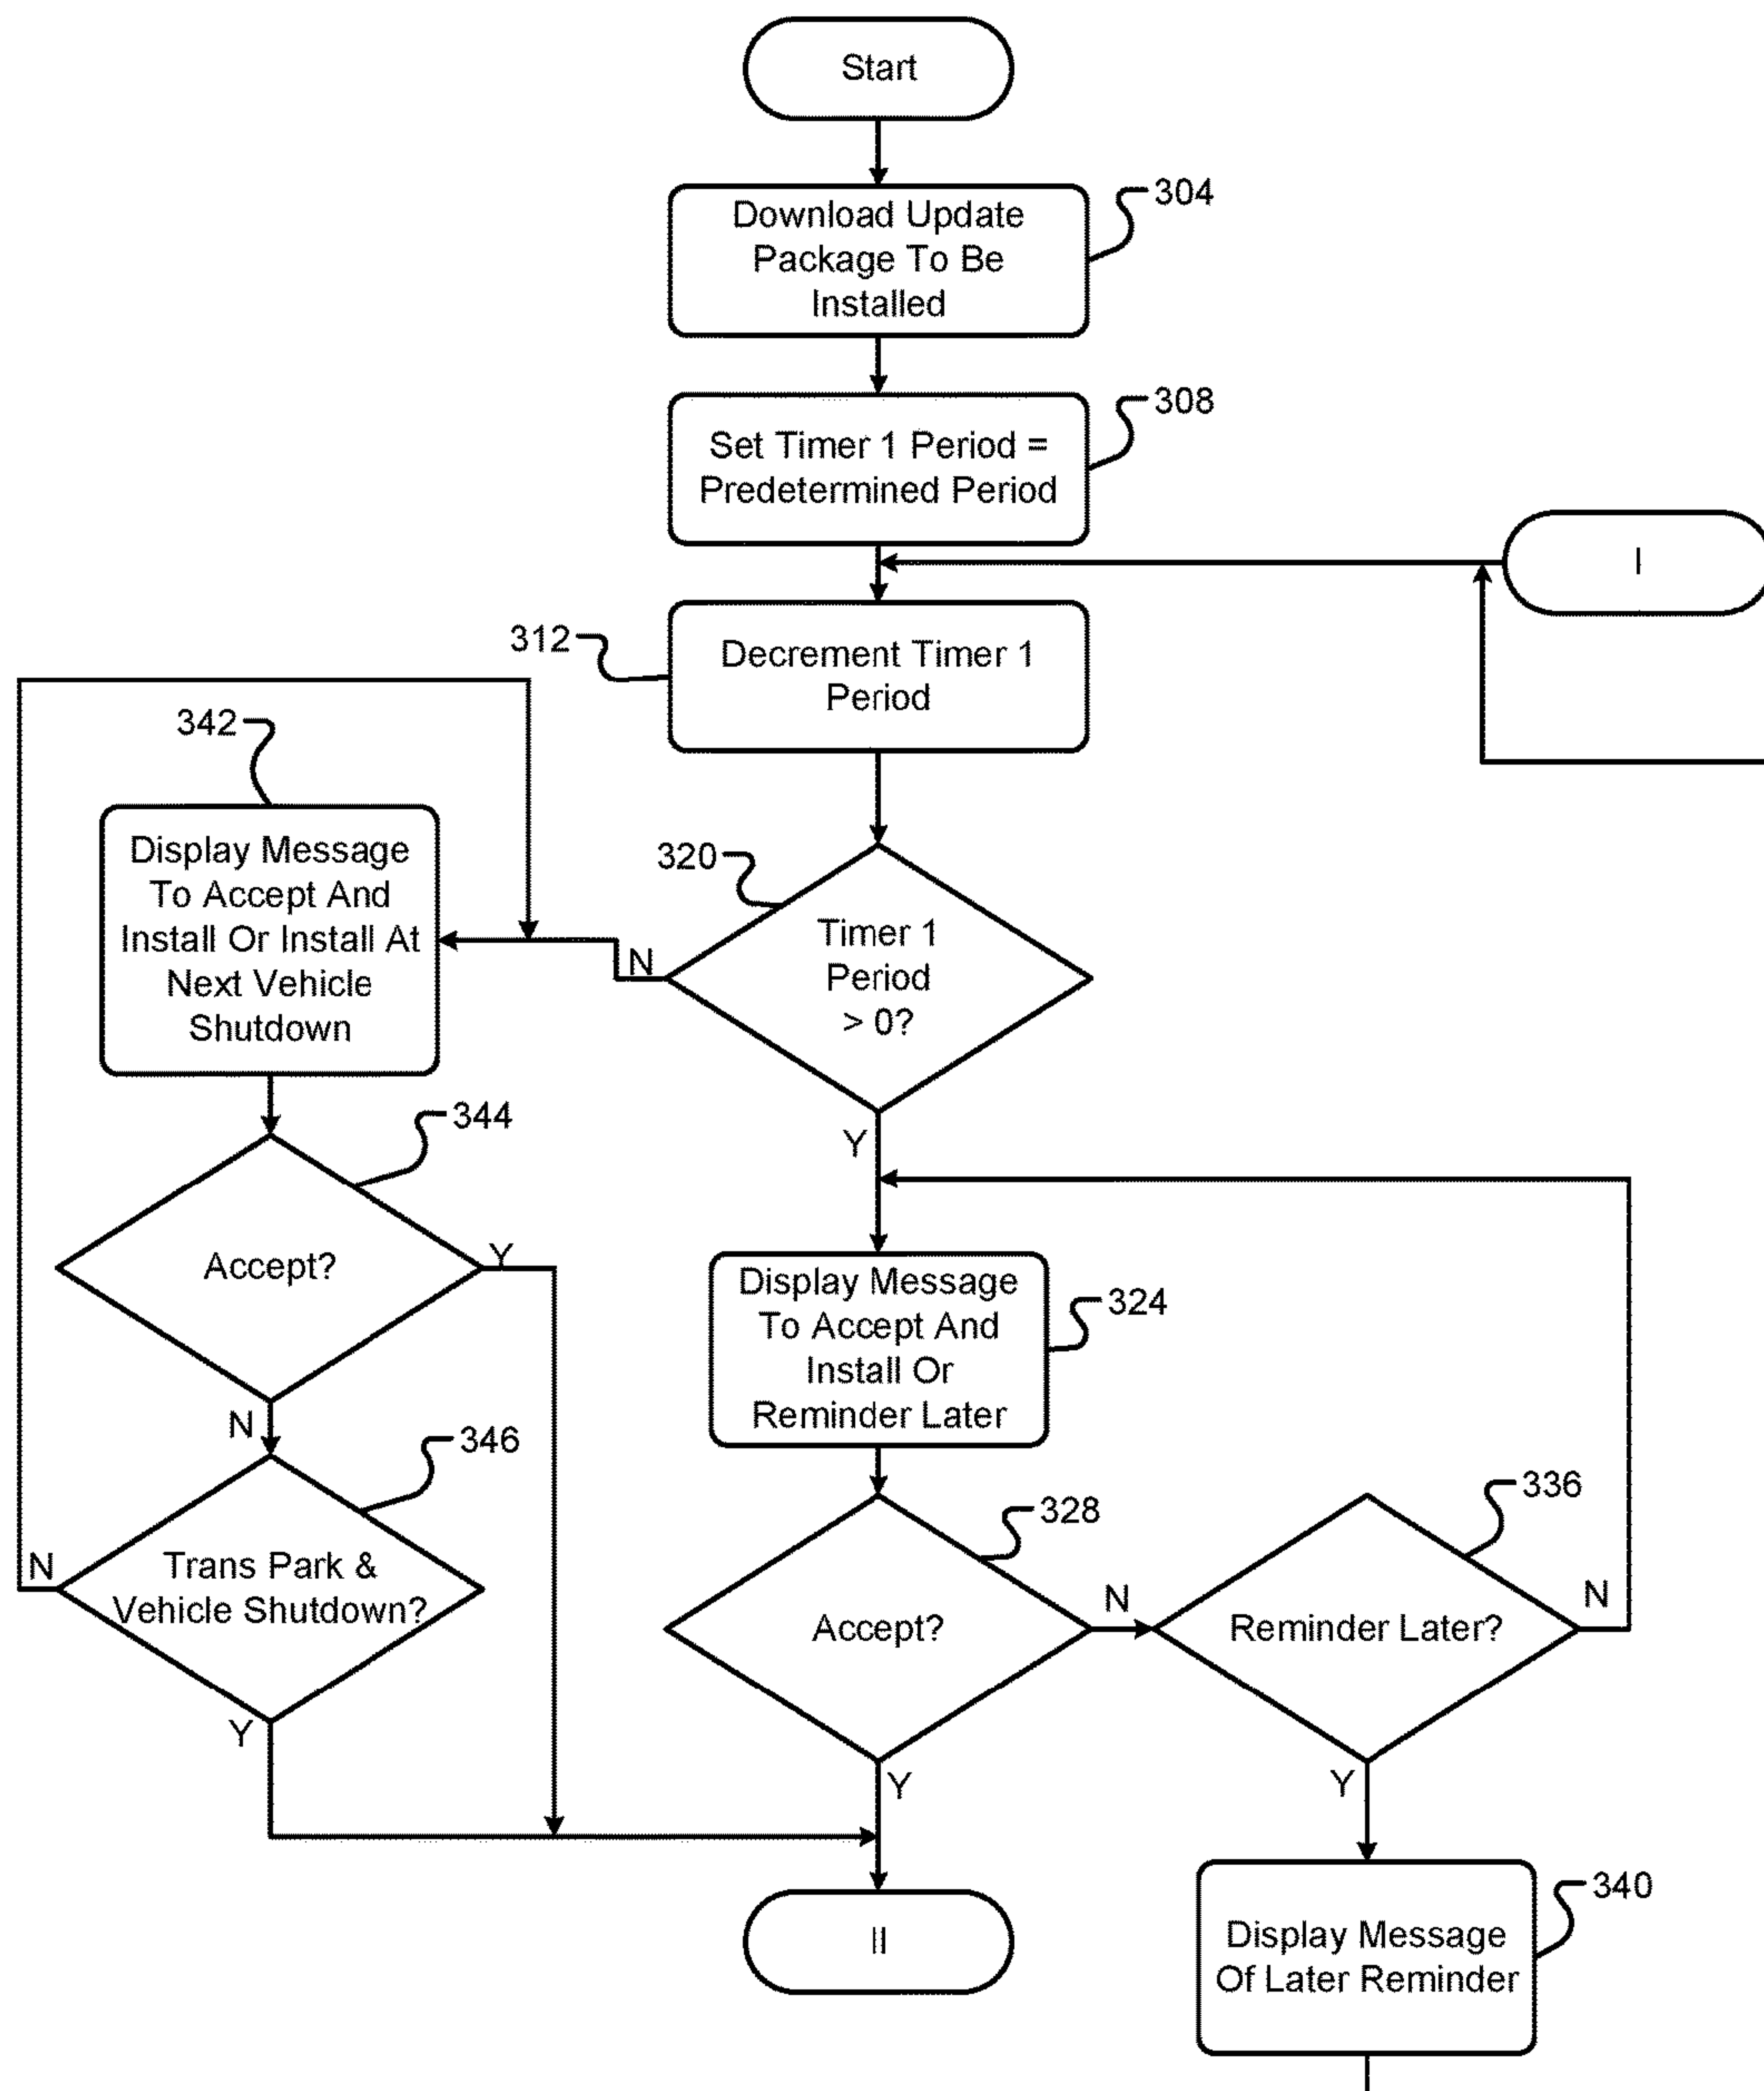 Start
304
Download Update
Package To Be
Installed
308
Set Timer 1 Period =
Predetermined Period
I
312
Decrement Timer 1
Period
342
Display Message
To Accept And
Install Or Install At
Next Vehicle
Shutdown
320
Timer 1
Period
> 0?
N
Y
344
Accept?
Y
N
324
Display Message
To Accept And
Install Or
Reminder Later
346
Trans Park &
Vehicle Shutdown?
N
Y
328
Accept?
N
Y
336
Reminder Later?
N
Y
340
Display Message
Of Later Reminder
II